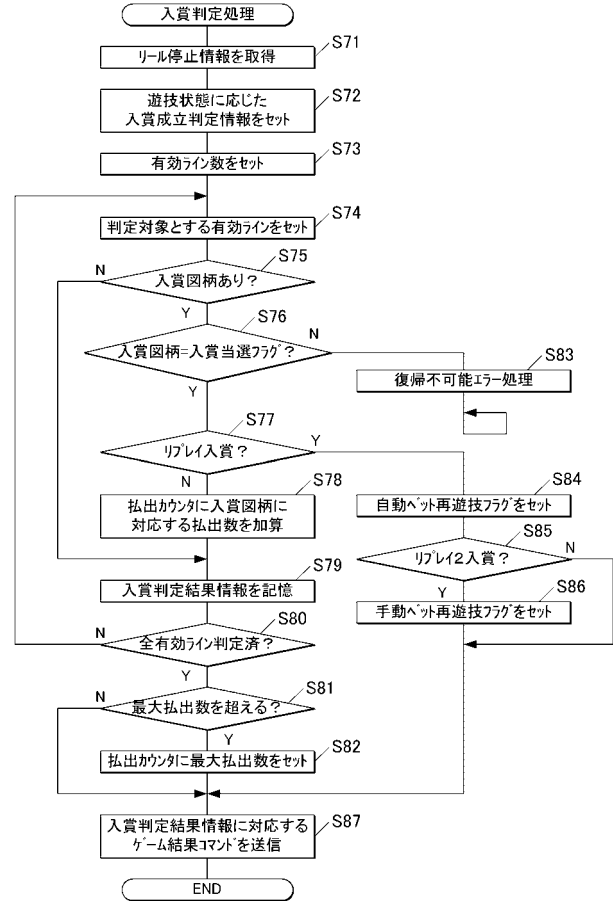 入賞判定処理
S71
リール停止情報を取得
S72
遊技状態に応じた
入賞成立判定情報をセット
S73
有効ライン数をセット
S74
判定対象とする有効ラインをセット
S75
N
入賞図柄あり?
Y
S76
N
入賞図柄=入賞当選フラグ?
S83
復帰不可能エラー処理
Y
S77
リプレイ入賞?
Y
N
S78
払出カウンタに入賞図柄に
対応する払出数を加算
S84
自動ベット再遊技フラグをセット
S85
リプレイ2入賞?
N
S79
入賞判定結果情報を記憶
Y
S86
手動ベット再遊技フラグをセット
S80
N
全有効ライン判定済?
Y
S81
N
最大払出数を超える?
Y
S82
払出カウンタに最大払出数をセット
S87
入賞判定結果情報に対応する
ゲーム結果コマンドを送信
END